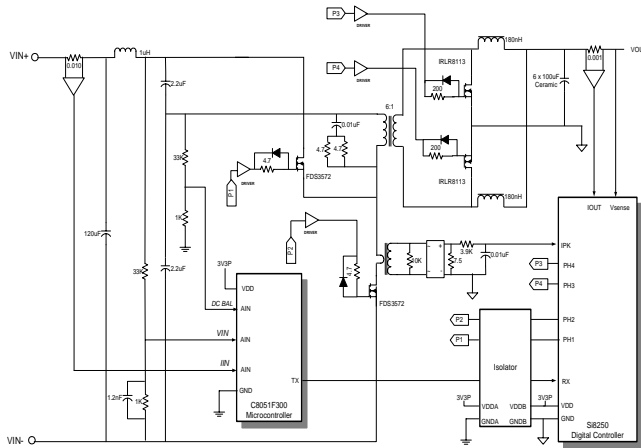 P3
DRIVER
180nH
VIN+
0.010
1uH
P4
DRIVER
IRLR8113
200
0.001
VOU
2.2uF
6:1
6 x 100uF
Ceramic
0.01uF
33K
4.7
4.7
4.7
200
DRIVER
FDS3572
IRLR8113
P1
180nH
1K
IOUT
Vsense
120uF
P2
DRIVER
33K
2.2uF
3V3P
4.7
10K
7.5
3.9K
0.01uF
IPK
P3
PH4
P4
PH3
VDD
FDS3572
DC BAL
AIN
P2
PH2
VIN
AIN
P1
PH1
IIN
AIN
Isolator
TX
RX
GND
1.2nF
1K
C8051F300
Microcontroller
3V3P
VDDA
VDDB
3V3P
VDD
GNDA
GNDB
GND
VIN-
Si8250
Digital Controller